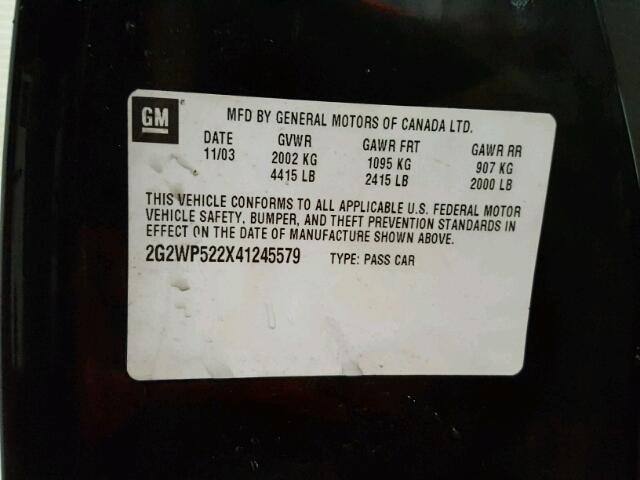 GM
MFD BY GENERAL MOTORS OF CANADA LTD.
DATE GVWR GAWR FRT GAWR RR
11/03 2002 KG 1095 KG 907 KG
4415 LB 2415 LB 2000 LB
THIS VEHICLE CONFORMS TO ALL APPLICABLE U.S. FEDERAL MOTOR
VEHICLE SAFETY, BUMPER, AND THEFT PREVENTION STANDARDS IN
EFFECT ON THE DATE OF MANUFACTURE SHOWN ABOVE.
2G2WP522X41245579 TYPE: PASS CAR